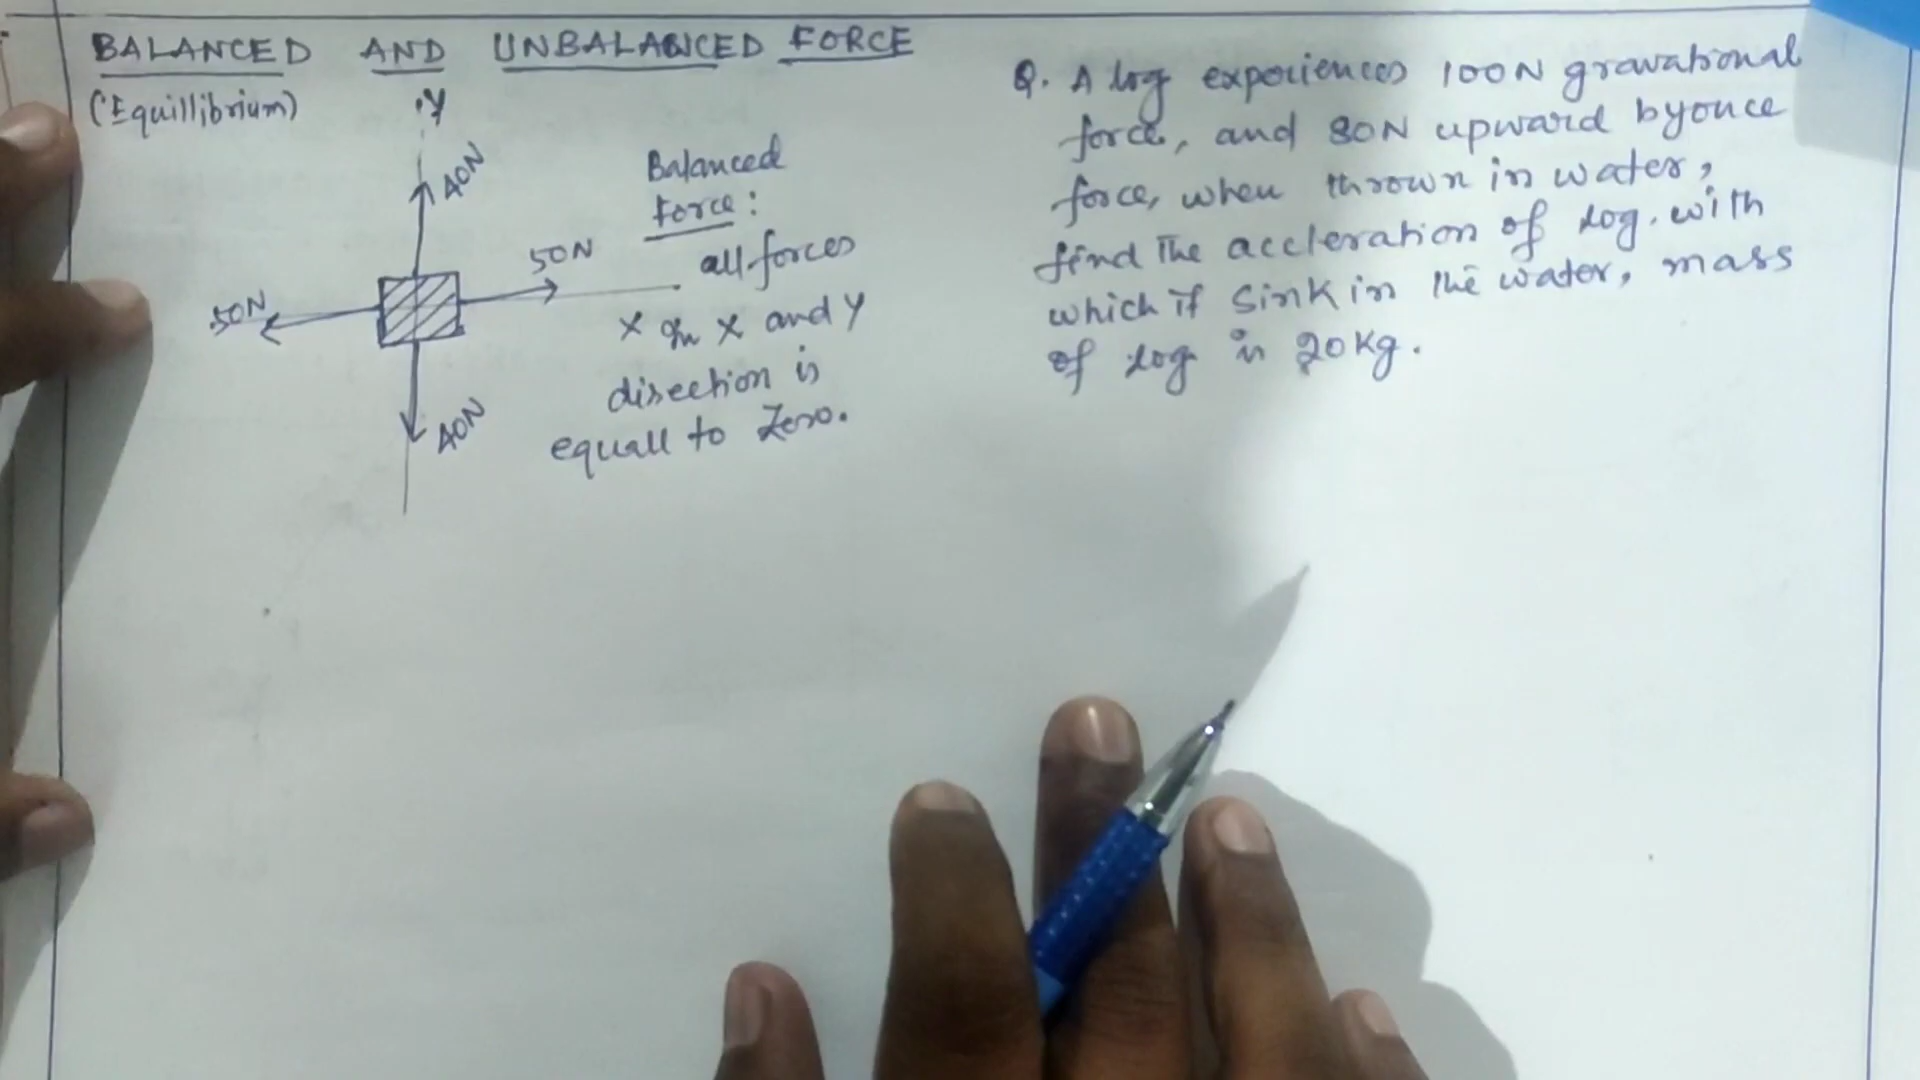 BALANCED AND UNBALANCED FORCE
(Equillibrium)
Y
40N
50N
50N
40N
Balanced
Force:
all forces
X in X and Y
direction is
equall to Zero.
Q. A log experiences 100N gravational
force, and 80N upward byouce
force, when thrown in water,
find the accleration of log. with
which it sink in the water, mass
of log is 20Kg.